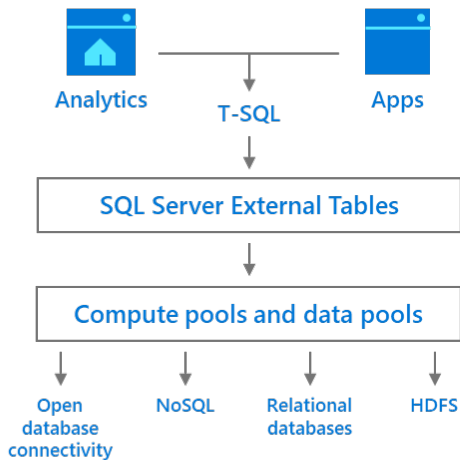 Analytics
Apps
T-SQL
SQL Server External Tables
Compute pools and data pools
Open
database
connectivity
NoSQL
Relational
databases
HDFS